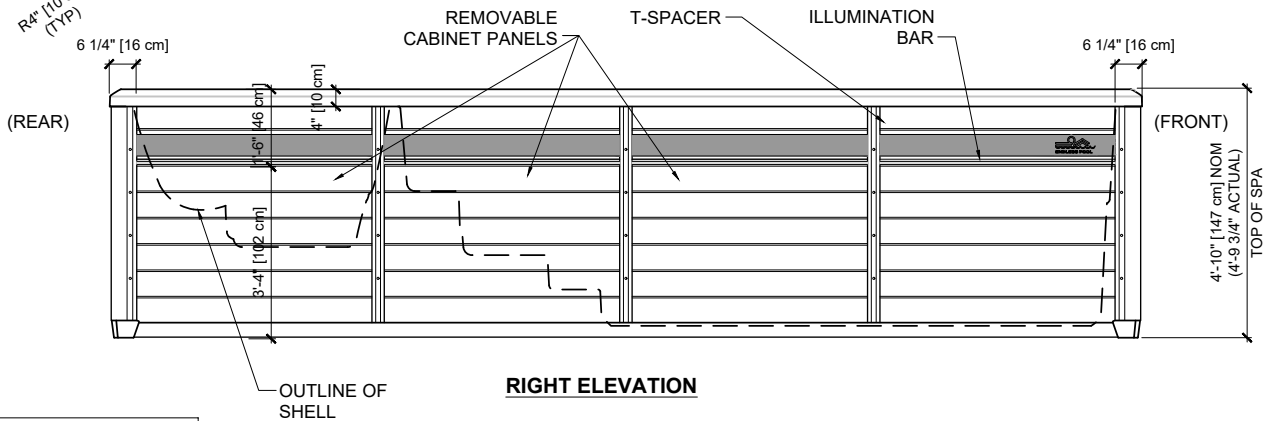 (TYP)
REMOVABLE
CABINET PANELS
T-SPACER
ILLUMINATION
BAR
6 1/4" [16 cm]
6 1/4" [16 cm]
4" [10 cm]
1'-6" [46 cm]
(REAR)
(FRONT)
ENDLESS POOL
3'-4" [102 cm]
4'-10" [147 cm] NOM
(4'-9 3/4" ACTUAL)
TOP OF SPA
OUTLINE OF
SHELL
RIGHT ELEVATION